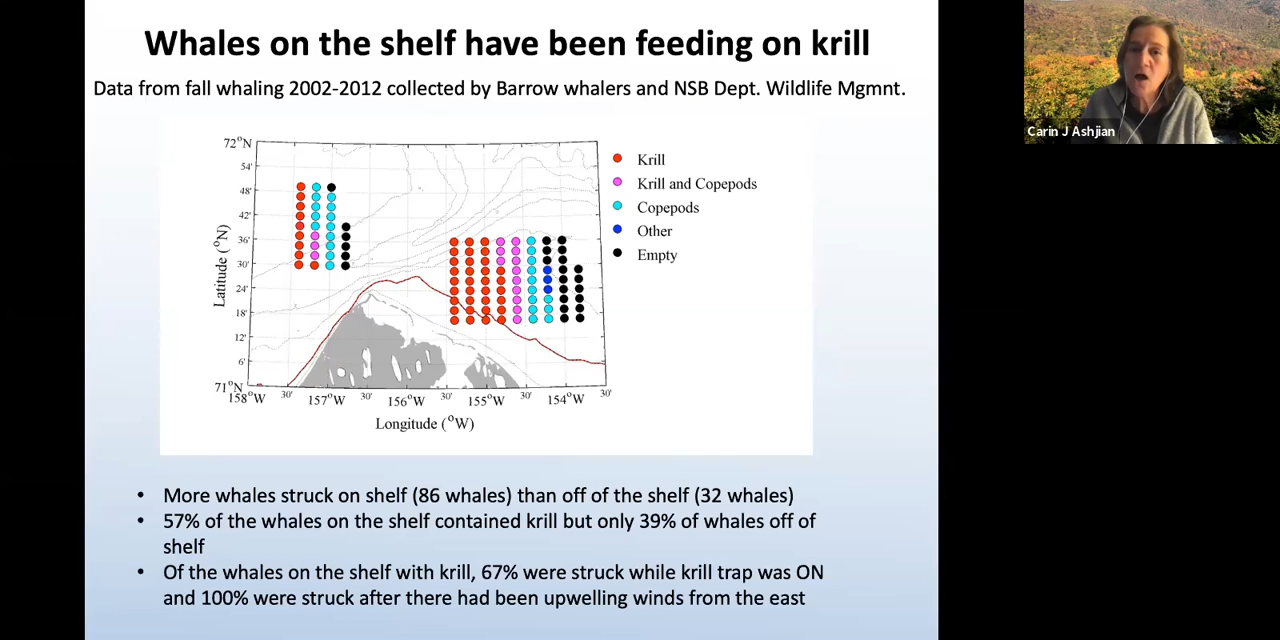 Whales on the shelf have been feeding on krill
Data from fall whaling 2002-2012 collected by Barrow whalers and NSB Dept. Wildlife Mgmnt.
Carin J Ashjian
72°N
54'
48'
42'
36'
30'
24'
18'
12'
6'
71°N
Latitude (°N)
158°W 30' 157°W 30' 156°W 30' 155°W 30' 154°W 30'
Longitude (°W)
Krill
Krill and Copepods
Copepods
Other
Empty
• More whales struck on shelf (86 whales) than off of the shelf (32 whales)
• 57% of the whales on the shelf contained krill but only 39% of whales off of
shelf
• Of the whales on the shelf with krill, 67% were struck while krill trap was ON
and 100% were struck after there had been upwelling winds from the east